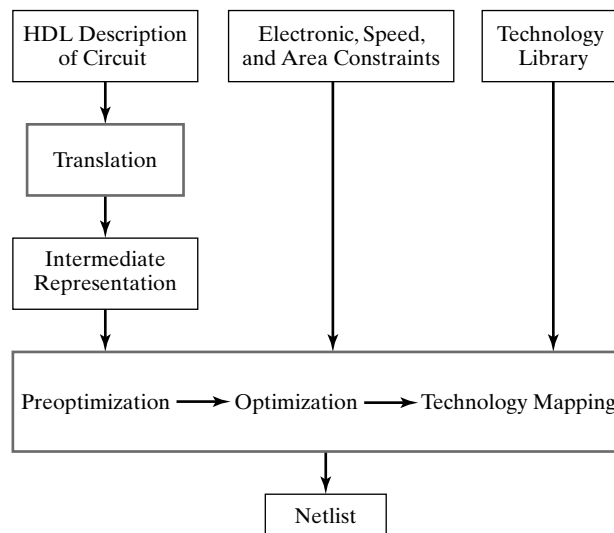 HDL Description
of Circuit
Electronic, Speed,
and Area Constraints
Technology
Library
Translation
Intermediate
Representation
Preoptimization
Optimization
Technology Mapping
Netlist